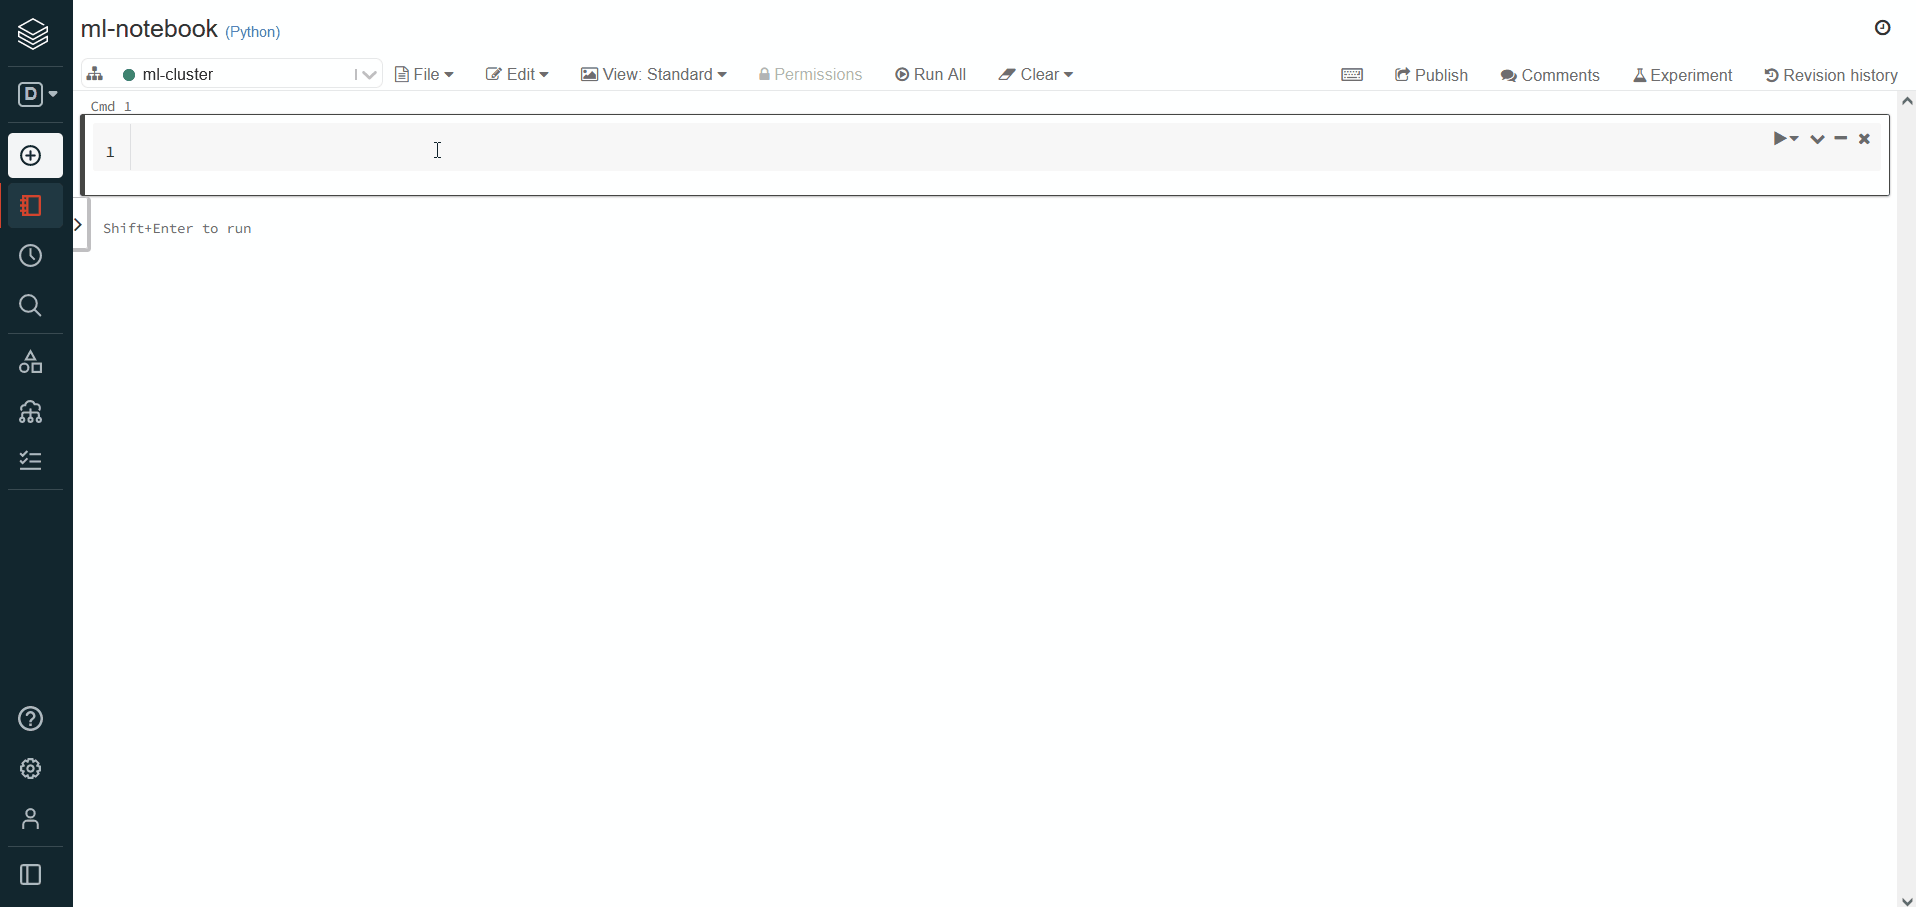 ml-notebook (Python)
D
ml-cluster File Edit View: Standard Permissions Run All Clear Publish Comments Experiment Revision history
Cmd 1
1
Shift+Enter to run